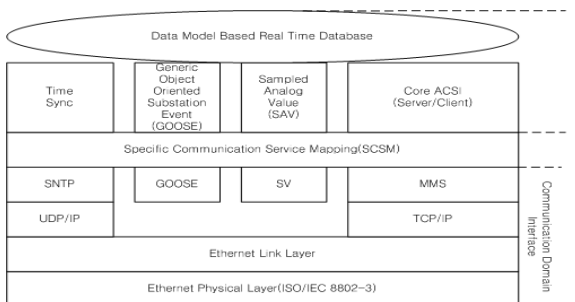 Data Model Based Real Time Database
Time
Sync
Generic
Object
Oriented
Substation
Event
(GOOSE)
Sampled
Analog
Value
(SAV)
Core ACSI
(Server/Client)
Specific Communication Service Mapping(SCSM)
SNTP
GOOSE
SV
MMS
UDP/IP
TCP/IP
Ethernet Link Layer
Ethernet Physical Layer(ISO/IEC 8802-3)
Communication Domain
Interface